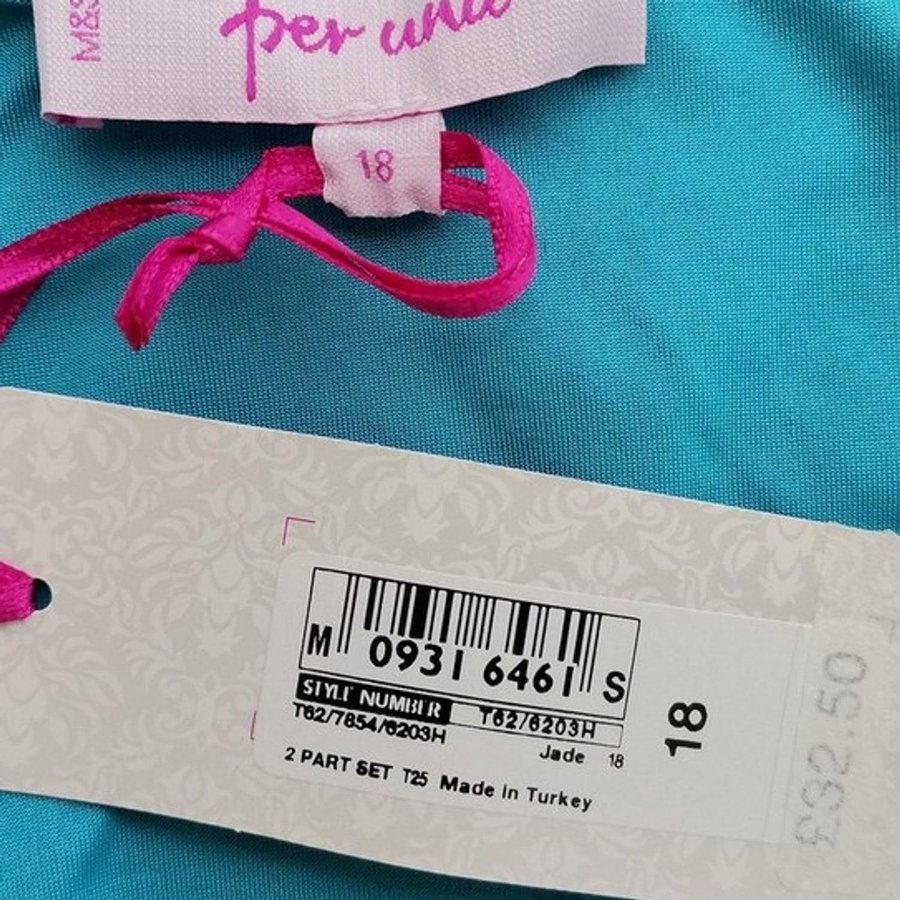 M&S
per una
18
M 0931 6461 S
STYLE NUMBER T62/6203H
T62/7854/6203H
Jade 18
2 PART SET T25 Made in Turkey
18
£32.50